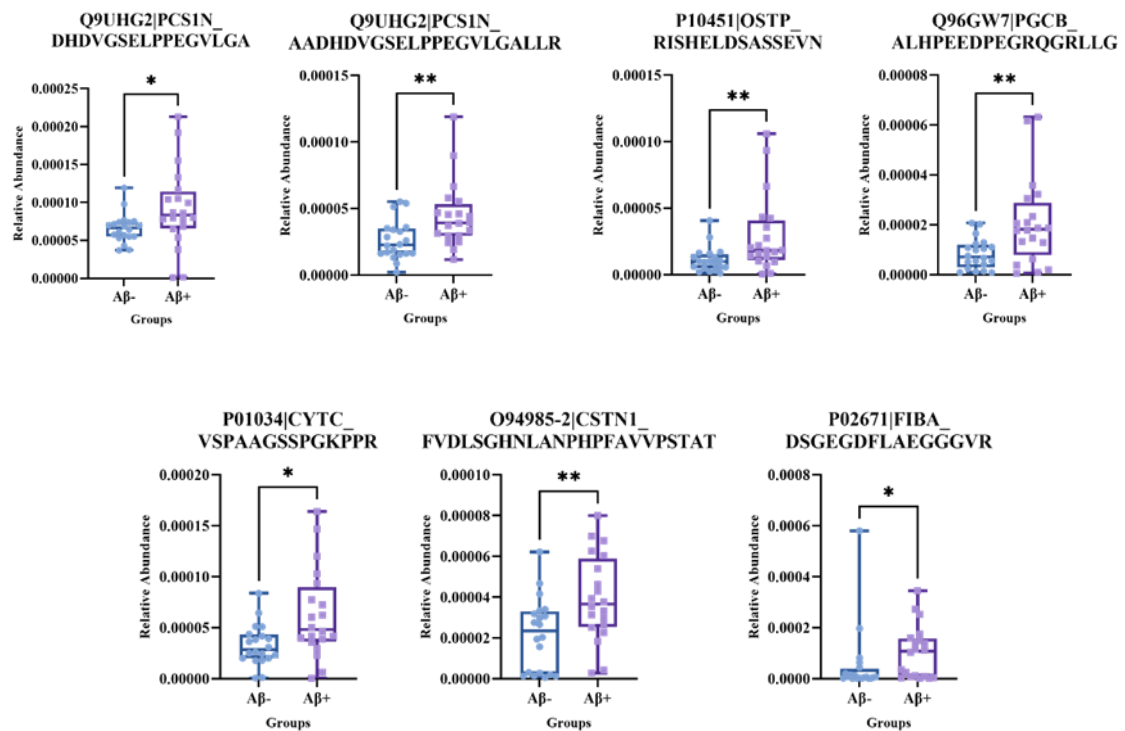 Q9UHG2|PCS1N_
DHDVGSELPPEGVLGA
Relative Abundance
0.00025
0.00020
0.00015
0.00010
0.00005
0.00000
*
Aβ-
Aβ+
Groups
Q9UHG2|PCS1N_
AADHDVGSELPPEGVLGALLR
Relative Abundance
0.00015
0.00010
0.00005
0.00000
**
Aβ-
Aβ+
Groups
P10451|OSTP_
RISHELDSASSEVN
Relative Abundance
0.00015
0.00010
0.00005
0.00000
**
Aβ-
Aβ+
Groups
Q96GW7|PGCB_
ALHPEEDPEGRQGRLLG
Relative Abundance
0.00008
0.00006
0.00004
0.00002
0.00000
**
Aβ-
Aβ+
Groups
P01034|CYTC_
VSPAAGSSPGKPPR
Relative Abundance
0.00020
0.00015
0.00010
0.00005
0.00000
*
Aβ-
Aβ+
Groups
O94985-2|CSTN1_
FVDLSGHNLANPHPFAVVPSTAT
Relative Abundance
0.00010
0.00008
0.00006
0.00004
0.00002
0.00000
**
Aβ-
Aβ+
Groups
P02671|FIBA_
DSGEGDFLAEGGGVR
Relative Abundance
0.0008
0.0006
0.0004
0.0002
0.0000
*
Aβ-
Aβ+
Groups